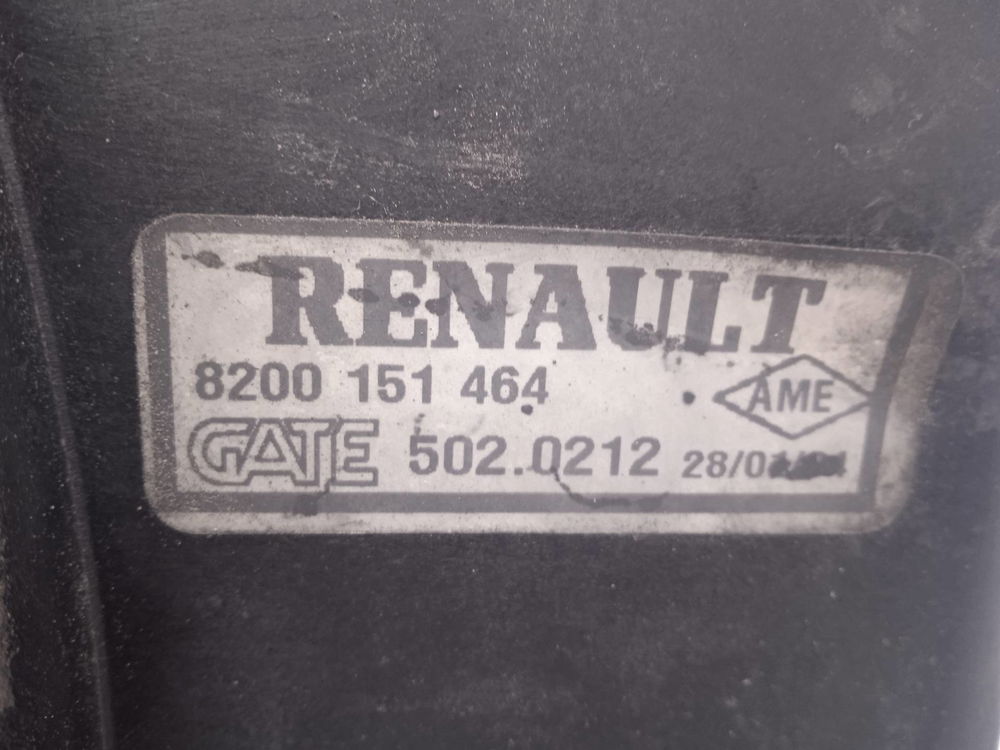 RENAULT
8200 151 464
AME
GATE 502.0212